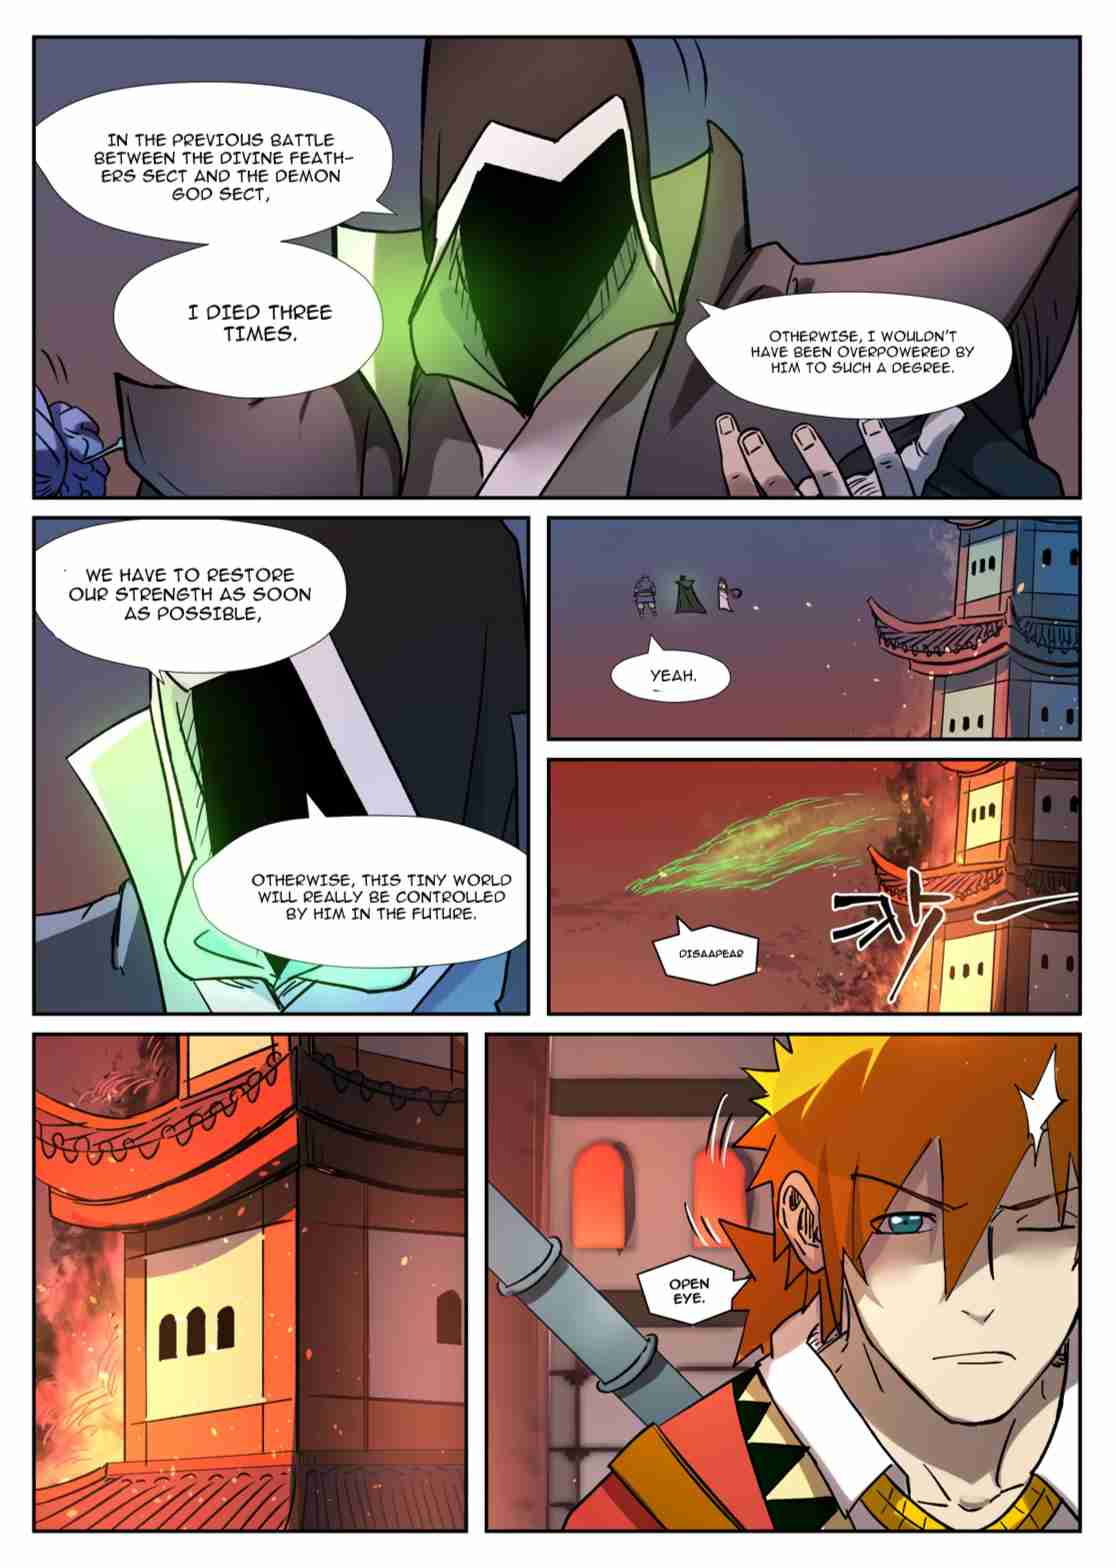 IN THE PREVIOUS BATTLE
BETWEEN THE DIVINE FEATH-
ERS SECT AND THE DEMON
GOD SECT,
I DIED THREE
TIMES.
OTHERWISE, I WOULDN'T
HAVE BEEN OVERPOWERED BY
HIM TO SUCH A DEGREE.
WE HAVE TO RESTORE
OUR STRENGTH AS SOON
AS POSSIBLE,
OTHERWISE, THIS TINY WORLD
WILL REALLY BE CONTROLLED
BY HIM IN THE FUTURE.
YEAH.
DISAAPEAR
OPEN
EYE.